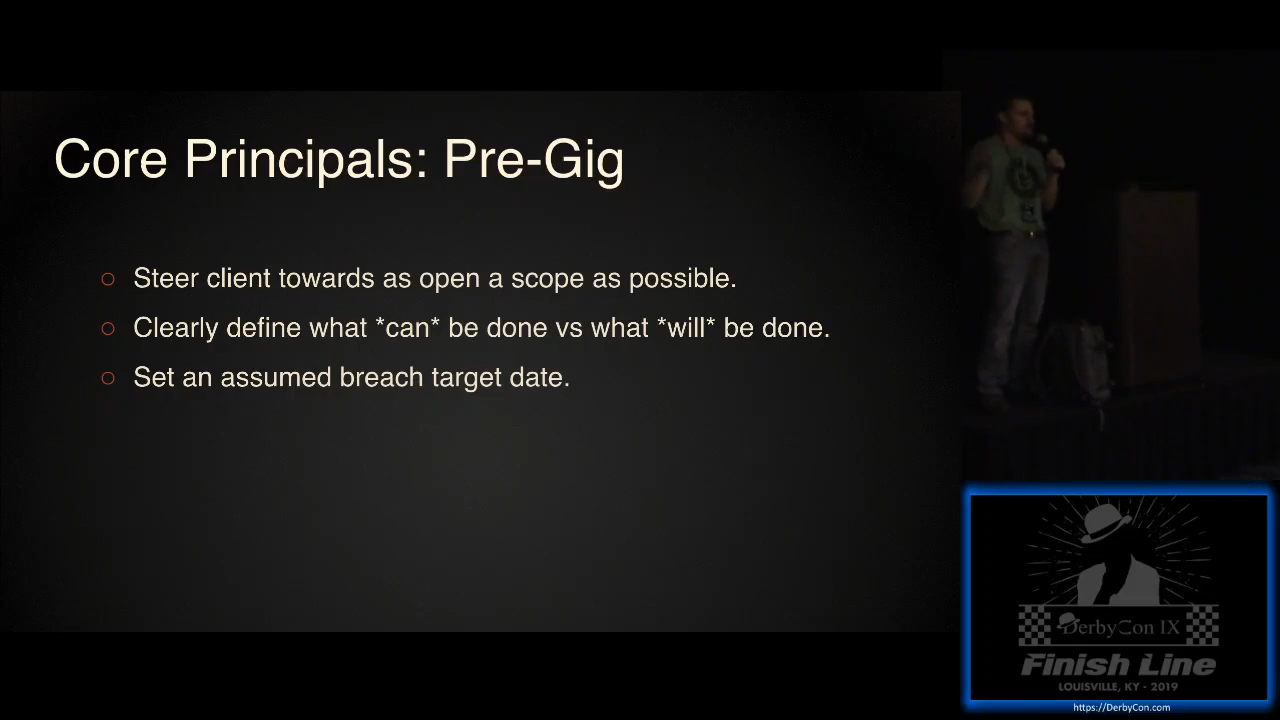 Core Principals: Pre-Gig
Steer client towards as open a scope as possible.
Clearly define what *can* be done vs what *will* be done.
Set an assumed breach target date.
DerbyCon IX
Finish Line
LOUISVILLE, KY - 2019
https://DerbyCon.com